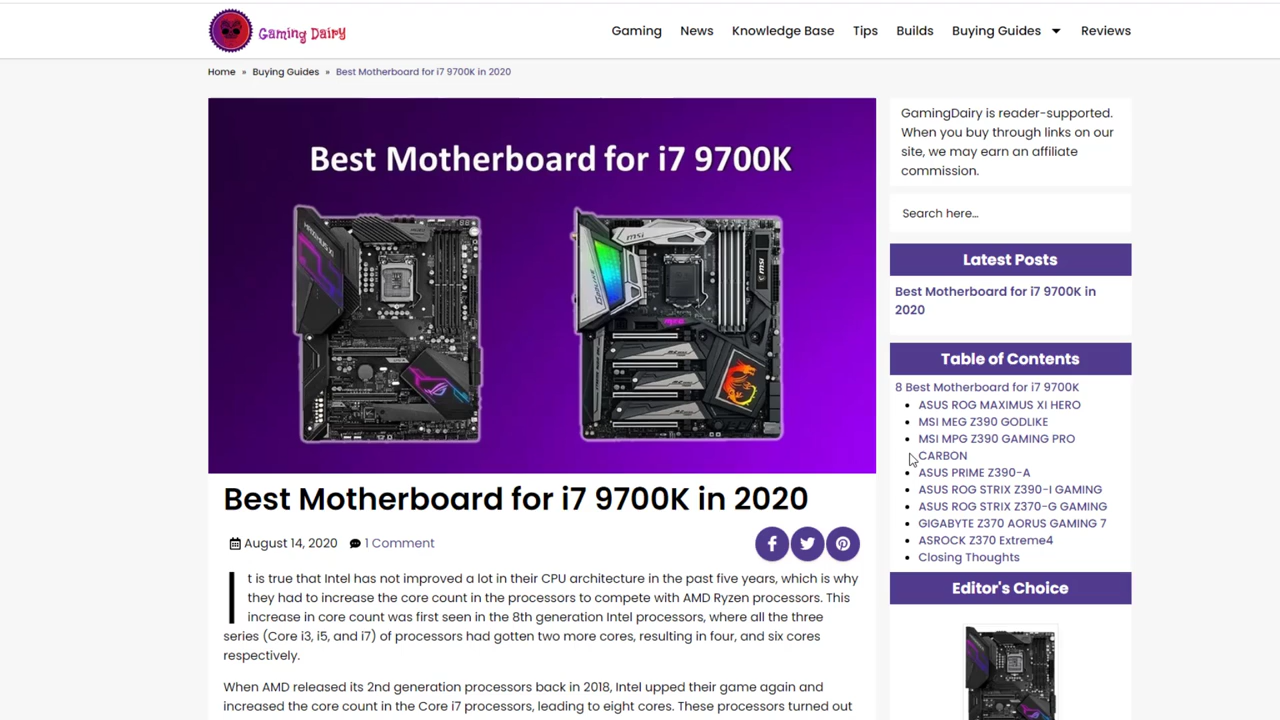 Gaming Dairy
Gaming News Knowledge Base Tips Builds Buying Guides Reviews
Home » Buying Guides » Best Motherboard for i7 9700K in 2020
Best Motherboard for i7 9700K
Best Motherboard for i7 9700K in 2020
August 14, 2020 1 Comment
It is true that Intel has not improved a lot in their CPU architecture in the past five years, which is why
they had to increase the core count in the processors to compete with AMD Ryzen processors. This
increase in core count was first seen in the 8th generation Intel processors, where all the three
series (Core i3, i5, and i7) of processors had gotten two more cores, resulting in four, and six cores
respectively.
When AMD released its 2nd generation processors back in 2018, Intel upped their game again and
increased the core count in the Core i7 processors, leading to eight cores. These processors turned out
GamingDairy is reader-supported.
When you buy through links on our
site, we may earn an affiliate
commission.
Search here...
Latest Posts
Best Motherboard for i7 9700K in
2020
Table of Contents
8 Best Motherboard for i7 9700K
ASUS ROG MAXIMUS XI HERO
MSI MEG Z390 GODLIKE
MSI MPG Z390 GAMING PRO
CARBON
ASUS PRIME Z390-A
ASUS ROG STRIX Z390-I GAMING
ASUS ROG STRIX Z370-G GAMING
GIGABYTE Z370 AORUS GAMING 7
ASROCK Z370 Extreme4
Closing Thoughts
Editor's Choice